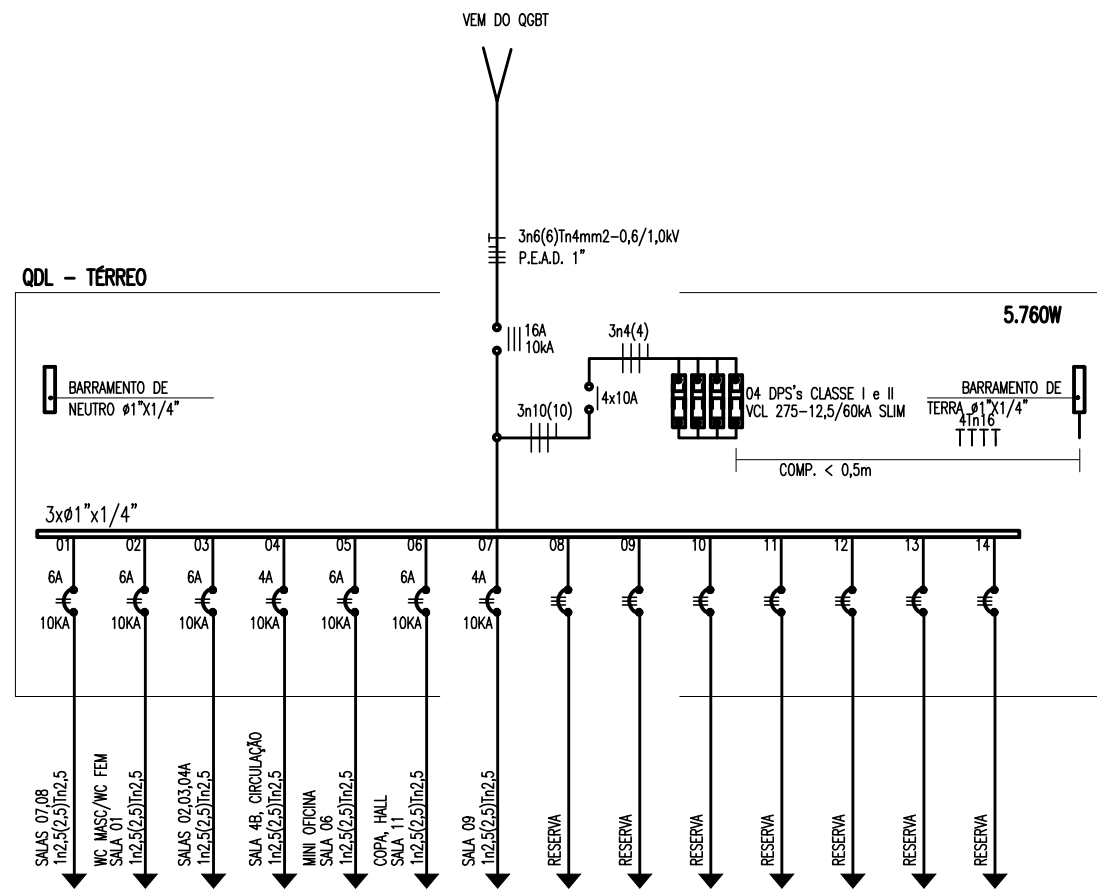 VEM DO QGBT
3n6(6)Tn4mm2-0,6/1,0kV
P.E.A.D. 1"
QDL - TÉRREO
5.760W
16A
10kA
3n4(4)
BARRAMENTO DE
NEUTRO ø1"X1/4"
4x10A
04 DPS's CLASSE I e II
VCL 275-12,5/60kA SLIM
BARRAMENTO DE
TERRA ø1"X1/4"
4Tn16
3n10(10)
COMP. < 0,5m
3xø1"x1/4"
01 02 03 04 05 06 07 08 09 10 11 12 13 14
6A 6A 6A 4A 6A 6A 4A
10KA 10KA 10KA 10KA 10KA 10KA 10KA
SALAS 07,08
1n2,5(2,5)Tn2,5
WC MASC/WC FEM
SALA 01
1n2,5(2,5)Tn2,5
SALAS 02,03,04A
1n2,5(2,5)Tn2,5
SALA 4B, CIRCULAÇÃO
1n2,5(2,5)Tn2,5
MINI OFICINA
SALA 06
1n2,5(2,5)Tn2,5
COPA, HALL
SALA 11
1n2,5(2,5)Tn2,5
SALA 09
1n2,5(2,5)Tn2,5
RESERVA
RESERVA
RESERVA
RESERVA
RESERVA
RESERVA
RESERVA